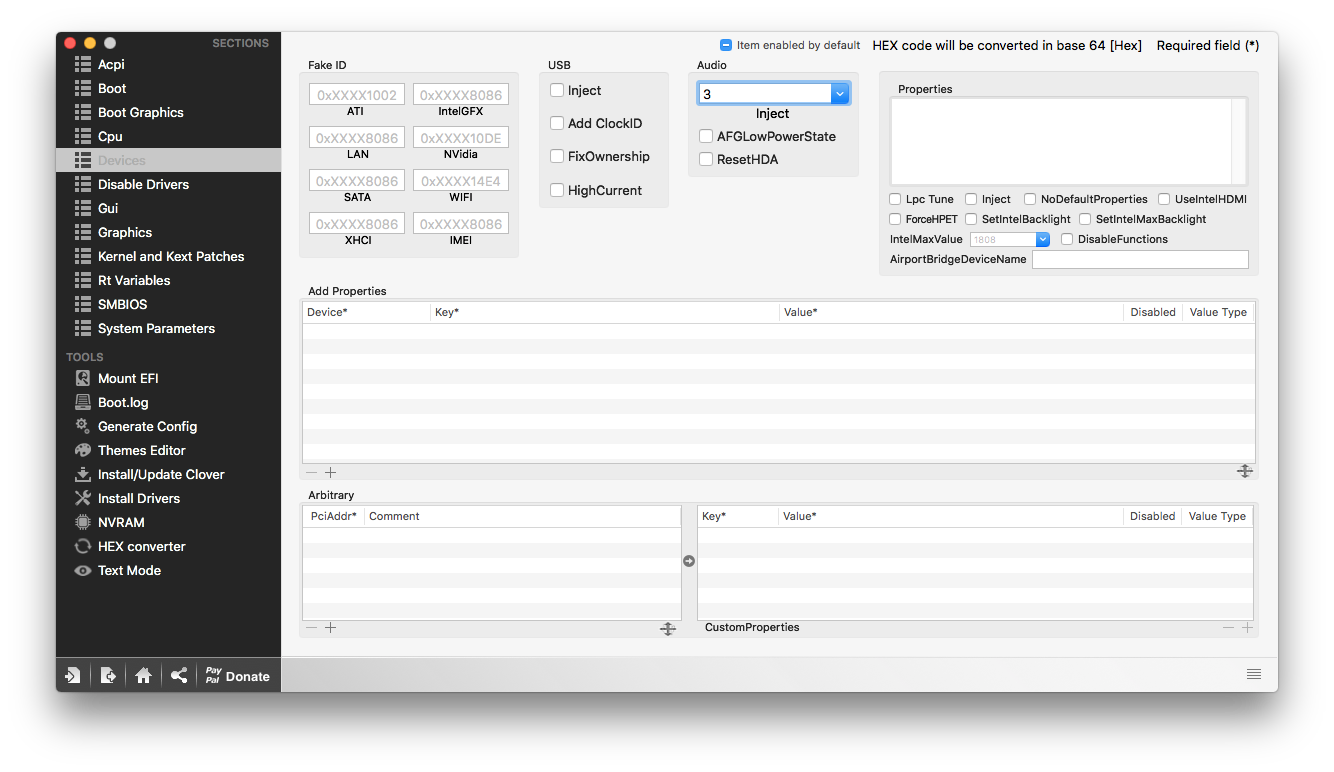 SECTIONS
Acpi
Boot
Boot Graphics
Cpu
Devices
Disable Drivers
Gui
Graphics
Kernel and Kext Patches
Rt Variables
SMBIOS
System Parameters
TOOLS
Mount EFI
Boot.log
Generate Config
Themes Editor
Install/Update Clover
Install Drivers
NVRAM
HEX converter
Text Mode
Pay
Pal
Donate
Item enabled by default
HEX code will be converted in base 64 [Hex]
Required field (*)
Fake ID
0xXXXX1002
0xXXXX8086
ATI
IntelGFX
0xXXXX8086
0xXXXX10DE
LAN
NVidia
0xXXXX8086
0xXXXX14E4
SATA
WIFI
0xXXXX8086
0xXXXX8086
XHCI
IMEI
USB
Inject
Add ClockID
FixOwnership
HighCurrent
Audio
3
Inject
AFGLowPowerState
ResetHDA
Properties
Lpc Tune
Inject
NoDefaultProperties
UseIntelHDMI
ForceHPET
SetIntelBacklight
SetIntelMaxBacklight
IntelMaxValue
1808
DisableFunctions
AirportBridgeDeviceName
Add Properties
Device*
Key*
Value*
Disabled
Value Type
Arbitrary
PciAddr*
Comment
Key*
Value*
Disabled
Value Type
CustomProperties